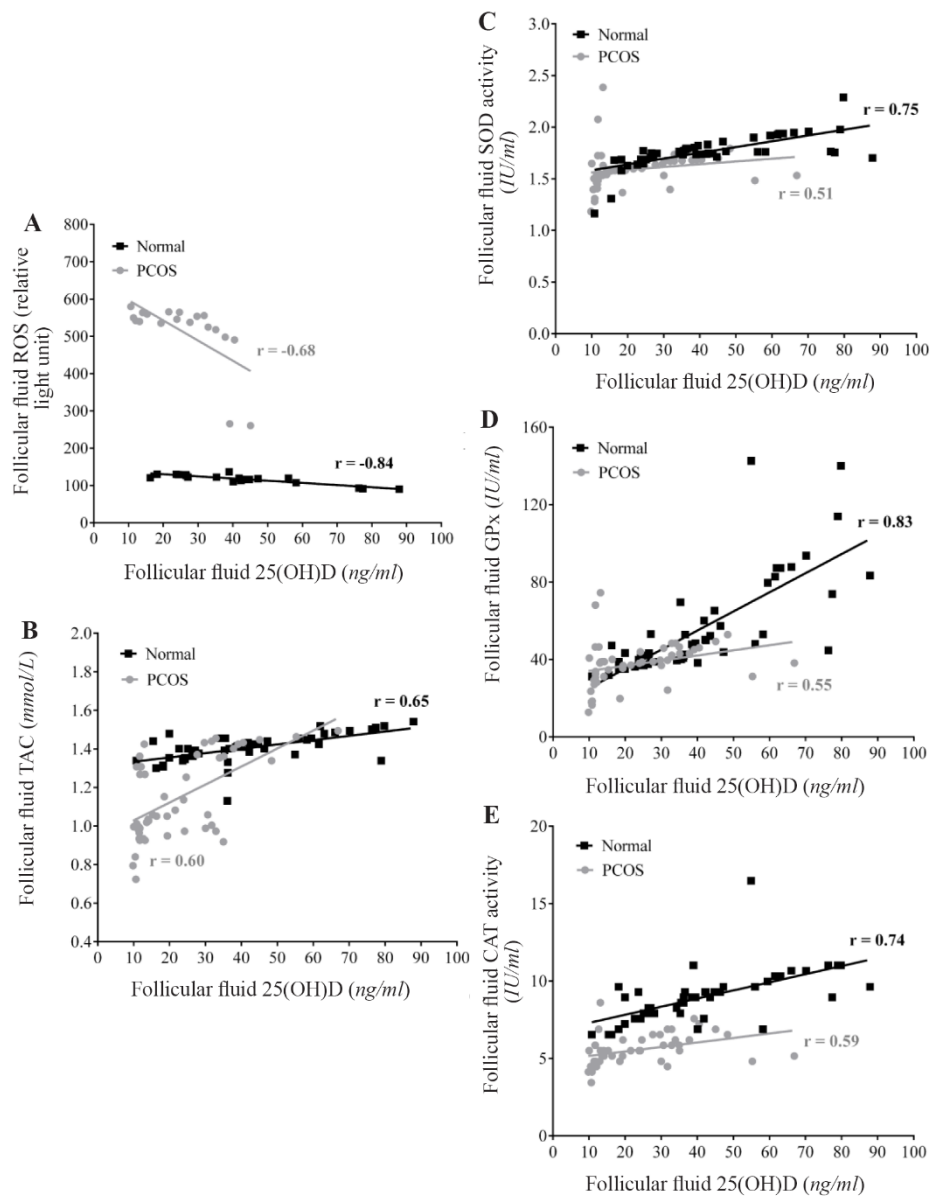 A
Follicular fluid ROS (relative
light unit)
800
700
600
500
400
300
200
100
0
Normal
PCOS
r = -0.68
r = -0.84
0 10 20 30 40 50 60 70 80 90 100
Follicular fluid 25(OH)D (ng/ml)
B
Follicular fluid TAC (mmol/L)
2.0
1.8
1.6
1.4
1.2
1.0
0.8
0.6
0.4
Normal
PCOS
r = 0.65
r = 0.60
0 10 20 30 40 50 60 70 80 90 100
Follicular fluid 25(OH)D (ng/ml)
C
Follicular fluid SOD activity
(IU/ml)
3.0
2.5
2.0
1.5
1.0
0.5
0.0
Normal
PCOS
r = 0.75
r = 0.51
0 10 20 30 40 50 60 70 80 90 100
Follicular fluid 25(OH)D (ng/ml)
D
Follicular fluid GPx (IU/ml)
160
120
80
40
0
Normal
PCOS
r = 0.83
r = 0.55
0 10 20 30 40 50 60 70 80 90 100
Follicular fluid 25(OH)D (ng/ml)
E
Follicular fluid CAT activity
(IU/ml)
20
15
10
5
0
Normal
PCOS
r = 0.74
r = 0.59
0 10 20 30 40 50 60 70 80 90 100
Follicular fluid 25(OH)D (ng/ml)